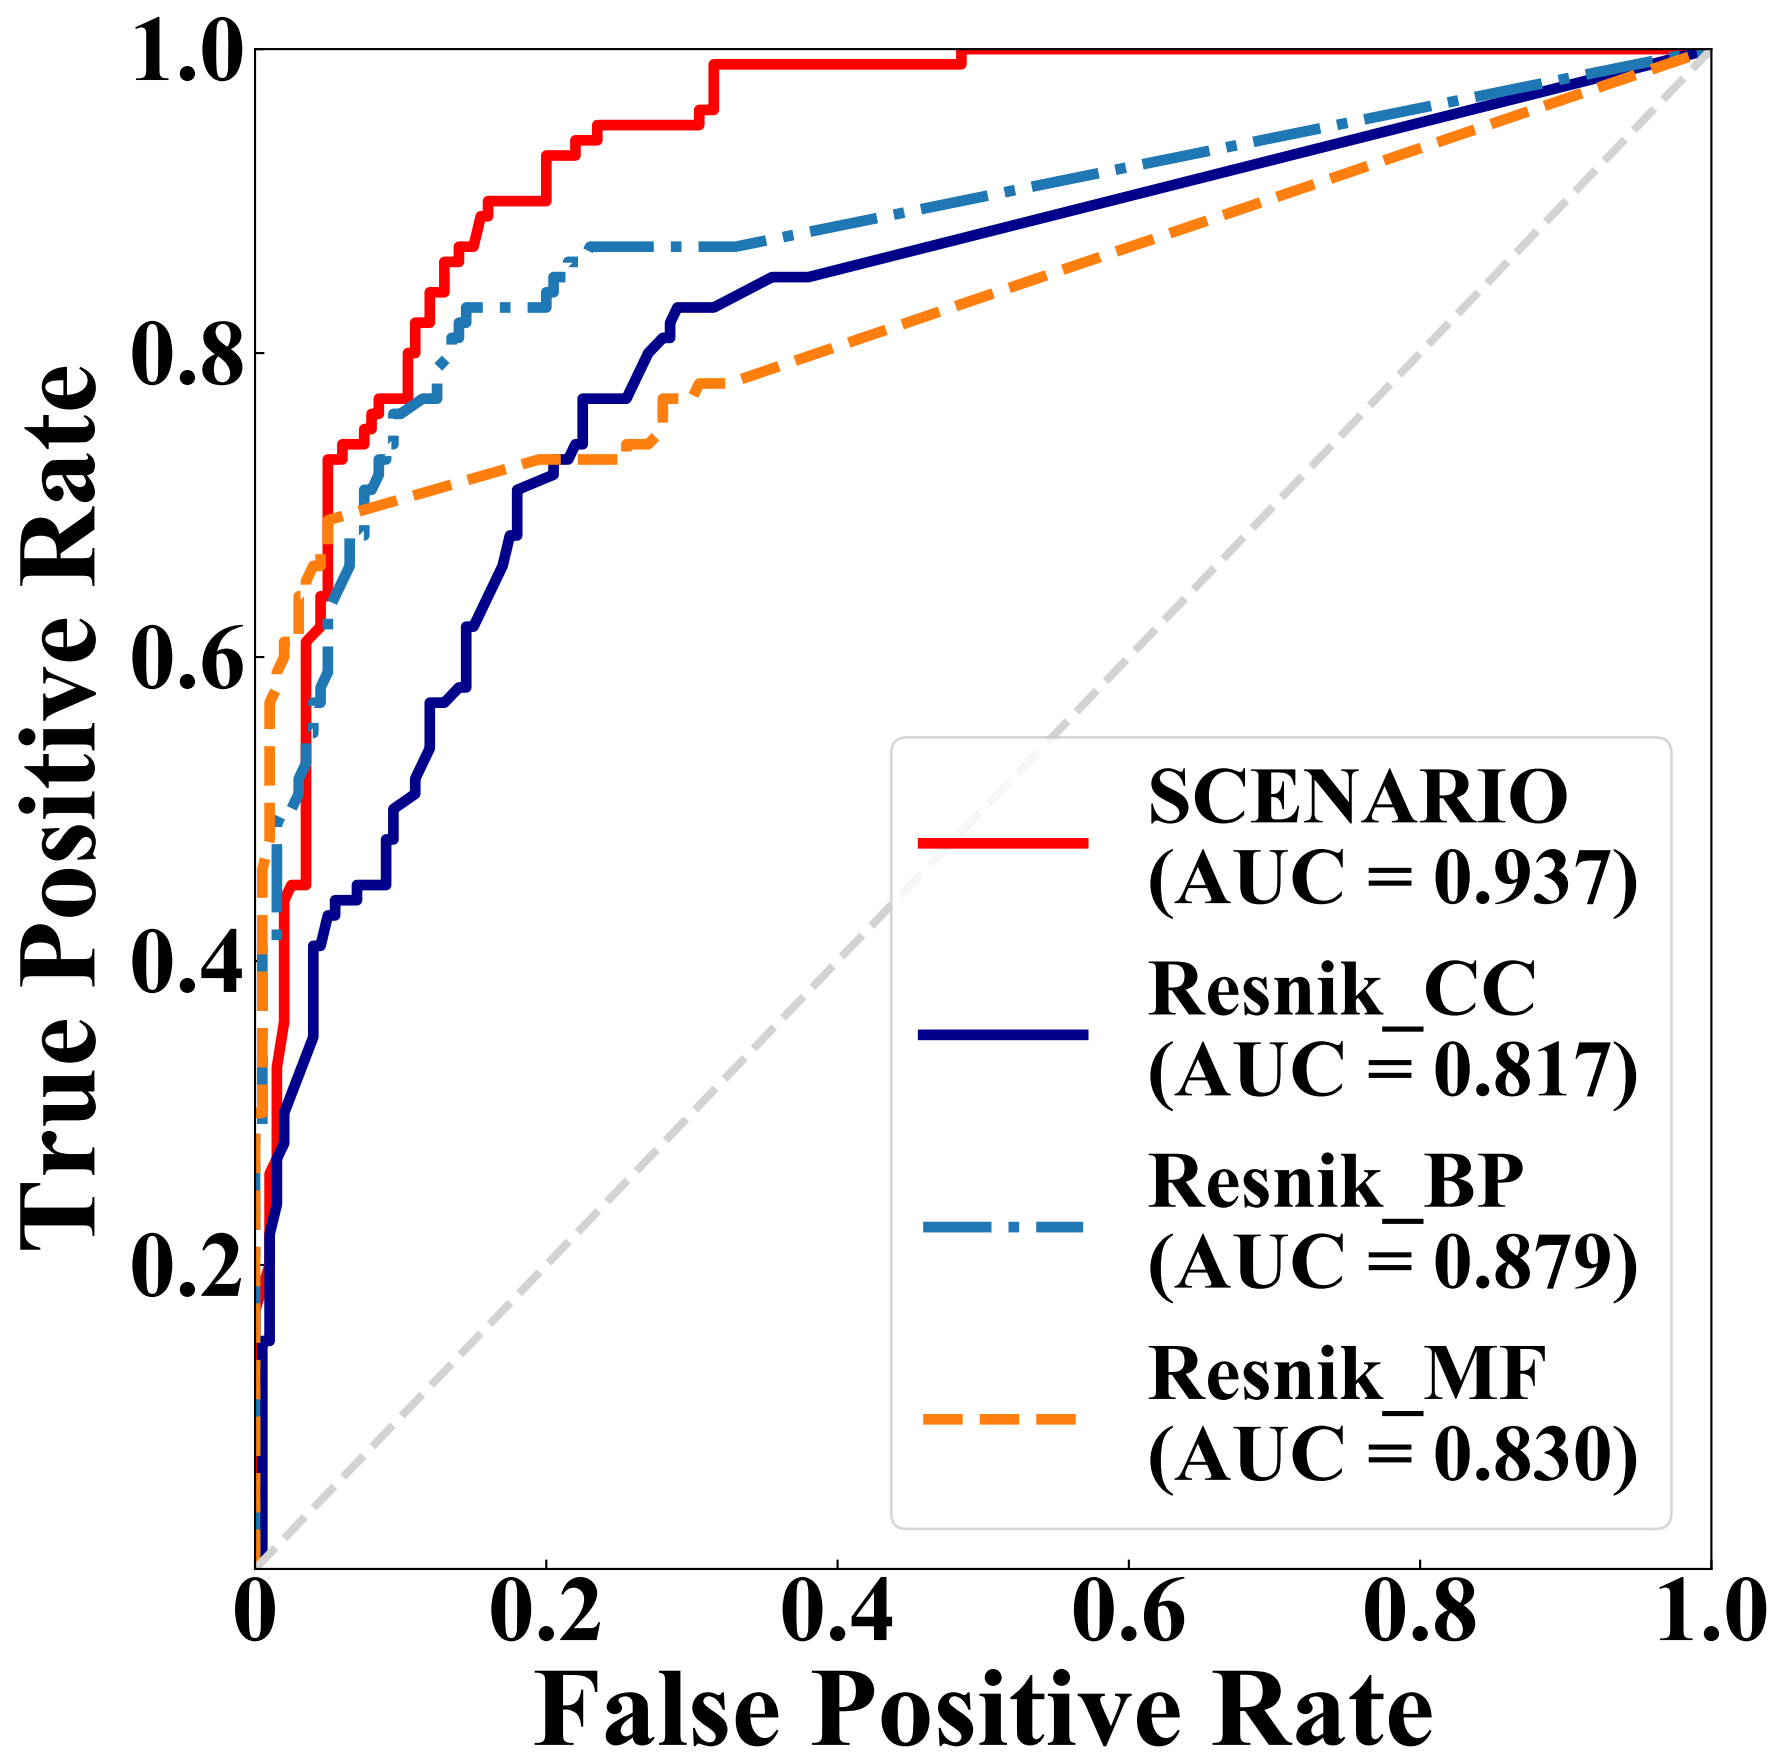 True Positive Rate
1.0
0.8
0.6
0.4
0.2
SCENARIO
(AUC = 0.937)
Resnik_CC
(AUC = 0.817)
Resnik_BP
(AUC = 0.879)
Resnik_MF
(AUC = 0.830)
0 0.2 0.4 0.6 0.8 1.0
False Positive Rate